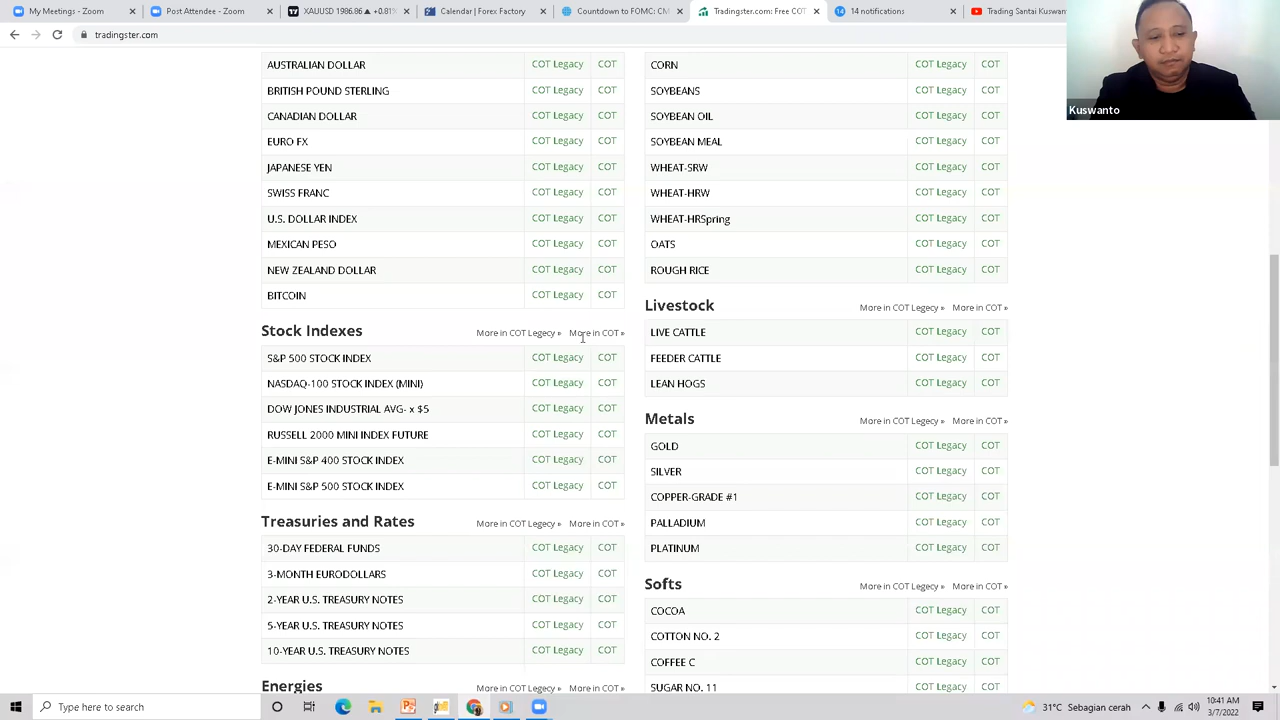 My Meetings - Zoom
Post Attendee - Zoom
XAUUSD 1986.86 ▲ +0.81%
Calendar | Forex Factory
Countdown to FOMC: CM
Tradingster.com: Free COT
14 notifications
Trading Santai Kuswan
tradingster.com
Kuswanto
AUSTRALIAN DOLLAR COT Legacy COT
BRITISH POUND STERLING COT Legacy COT
CANADIAN DOLLAR COT Legacy COT
EURO FX COT Legacy COT
JAPANESE YEN COT Legacy COT
SWISS FRANC COT Legacy COT
U.S. DOLLAR INDEX COT Legacy COT
MEXICAN PESO COT Legacy COT
NEW ZEALAND DOLLAR COT Legacy COT
BITCOIN COT Legacy COT
Stock Indexes More in COT Legecy » More in COT »
S&P 500 STOCK INDEX COT Legacy COT
NASDAQ-100 STOCK INDEX (MINI) COT Legacy COT
DOW JONES INDUSTRIAL AVG- x $5 COT Legacy COT
RUSSELL 2000 MINI INDEX FUTURE COT Legacy COT
E-MINI S&P 400 STOCK INDEX COT Legacy COT
E-MINI S&P 500 STOCK INDEX COT Legacy COT
Treasuries and Rates More in COT Legecy » More in COT »
30-DAY FEDERAL FUNDS COT Legacy COT
3-MONTH EURODOLLARS COT Legacy COT
2-YEAR U.S. TREASURY NOTES COT Legacy COT
5-YEAR U.S. TREASURY NOTES COT Legacy COT
10-YEAR U.S. TREASURY NOTES COT Legacy COT
Energies More in COT Legecy » More in COT »
CORN COT Legacy COT
SOYBEANS COT Legacy COT
SOYBEAN OIL COT Legacy COT
SOYBEAN MEAL COT Legacy COT
WHEAT-SRW COT Legacy COT
WHEAT-HRW COT Legacy COT
WHEAT-HRSpring COT Legacy COT
OATS COT Legacy COT
ROUGH RICE COT Legacy COT
Livestock More in COT Legecy » More in COT »
LIVE CATTLE COT Legacy COT
FEEDER CATTLE COT Legacy COT
LEAN HOGS COT Legacy COT
Metals More in COT Legecy » More in COT »
GOLD COT Legacy COT
SILVER COT Legacy COT
COPPER-GRADE #1 COT Legacy COT
PALLADIUM COT Legacy COT
PLATINUM COT Legacy COT
Softs More in COT Legecy » More in COT »
COCOA COT Legacy COT
COTTON NO. 2 COT Legacy COT
COFFEE C COT Legacy COT
SUGAR NO. 11 COT Legacy COT
Type here to search
31°C Sebagian cerah
10:41 AM
3/7/2022